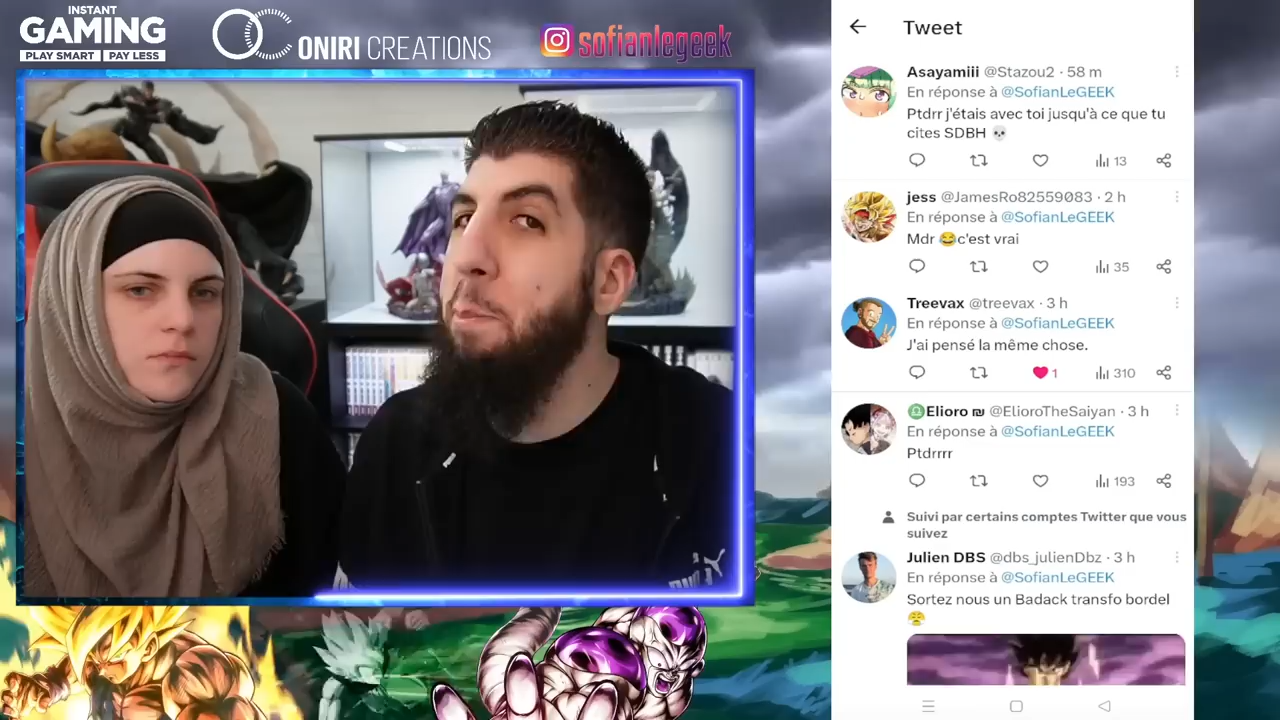 INSTANT
GAMING
PLAY SMART PAY LESS
ONIRI CREATIONS
sofianlegeek
Tweet
Asayamiii @Stazou2 · 58 m
En réponse à @SofianLeGEEK
Ptdrr j'étais avec toi jusqu'à ce que tu
cites SDBH 💀
13
jess @JamesRo82559083 · 2 h
En réponse à @SofianLeGEEK
Mdr 😂c'est vrai
35
Treevax @treevax · 3 h
En réponse à @SofianLeGEEK
J'ai pensé la même chose.
1 310
♎Elioro ₪ @ElioroTheSaiyan · 3 h
En réponse à @SofianLeGEEK
Ptdrrrr
193
Suivi par certains comptes Twitter que vous
suivez
Julien DBS @dbs_julienDbz · 3 h
En réponse à @SofianLeGEEK
Sortez nous un Badack transfo bordel
😤